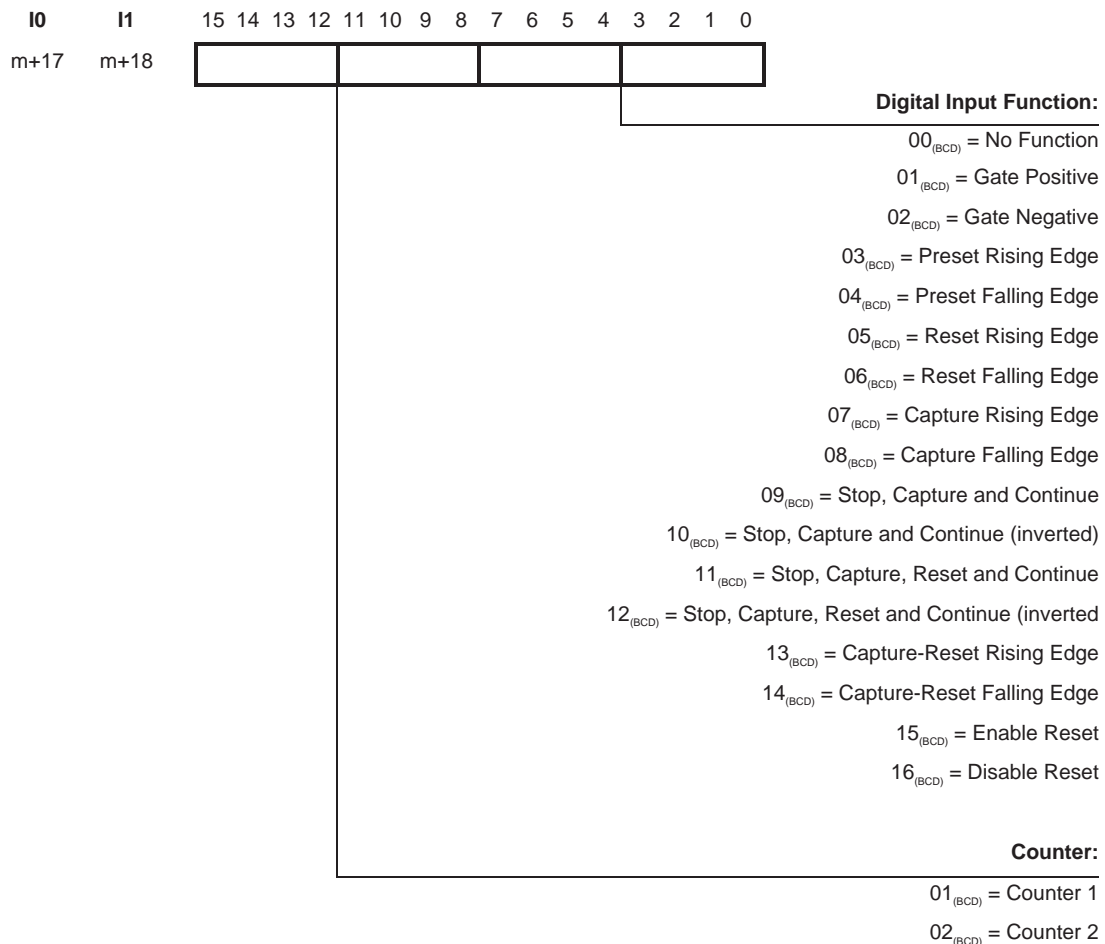 I0 I1 15 14 13 12 11 10 9 8 7 6 5 4 3 2 1 0
m+17 m+18
Digital Input Function:
00(BCD) = No Function
01(BCD) = Gate Positive
02(BCD) = Gate Negative
03(BCD) = Preset Rising Edge
04(BCD) = Preset Falling Edge
05(BCD) = Reset Rising Edge
06(BCD) = Reset Falling Edge
07(BCD) = Capture Rising Edge
08(BCD) = Capture Falling Edge
09(BCD) = Stop, Capture and Continue
10(BCD) = Stop, Capture and Continue (inverted)
11(BCD) = Stop, Capture, Reset and Continue
12(BCD) = Stop, Capture, Reset and Continue (inverted
13(BCD) = Capture-Reset Rising Edge
14(BCD) = Capture-Reset Falling Edge
15(BCD) = Enable Reset
16(BCD) = Disable Reset
Counter:
01(BCD) = Counter 1
02(BCD) = Counter 2